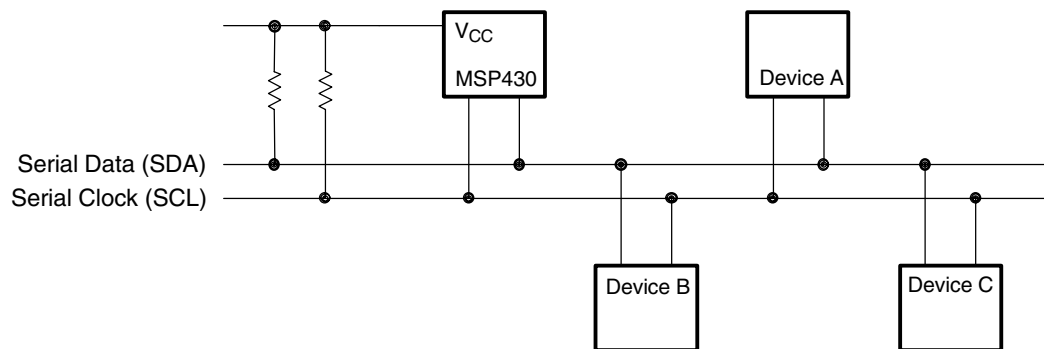 VCC
MSP430
Device A
Serial Data (SDA)
Serial Clock (SCL)
Device B
Device C